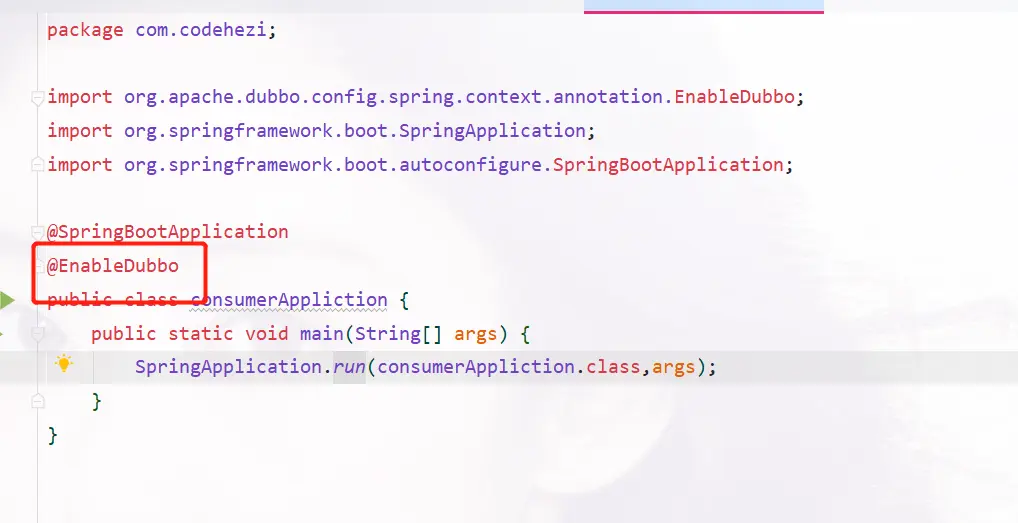 package com.codehezi;
import org.apache.dubbo.config.spring.context.annotation.EnableDubbo;
import org.springframework.boot.SpringApplication;
import org.springframework.boot.autoconfigure.SpringBootApplication;
@SpringBootApplication
@EnableDubbo
public class consumerAppliction {
public static void main(String[] args) {
SpringApplication.run(consumerAppliction.class,args);
}
}